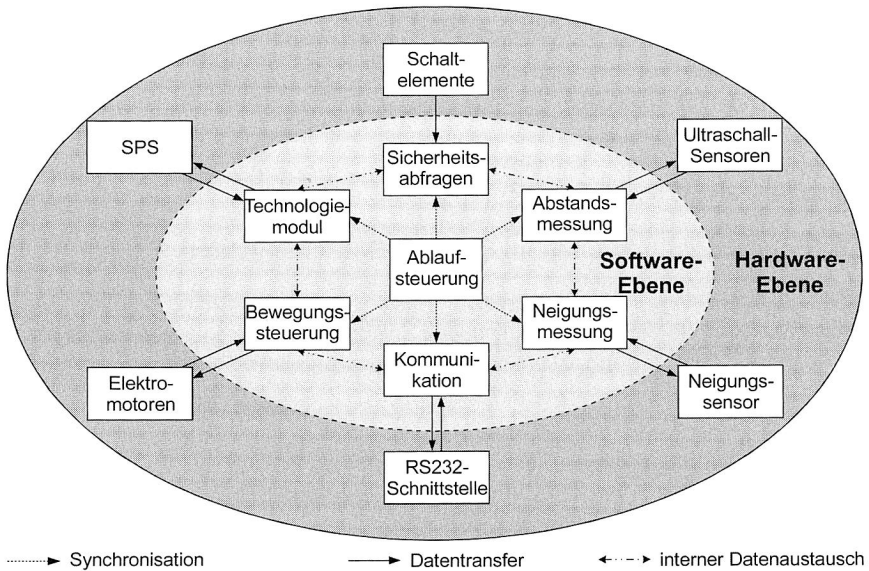 Schalt-
elemente
SPS
Ultraschall-
Sensoren
Sicherheits-
abfragen
Technologie-
modul
Abstands-
messung
Ablauf-
steuerung
Software-
Ebene
Hardware-
Ebene
Bewegungs-
steuerung
Neigungs-
messung
Kommuni-
kation
Elektro-
motoren
Neigungs-
sensor
RS232-
Schnittstelle
Synchronisation
Datentransfer
interner Datenaustausch